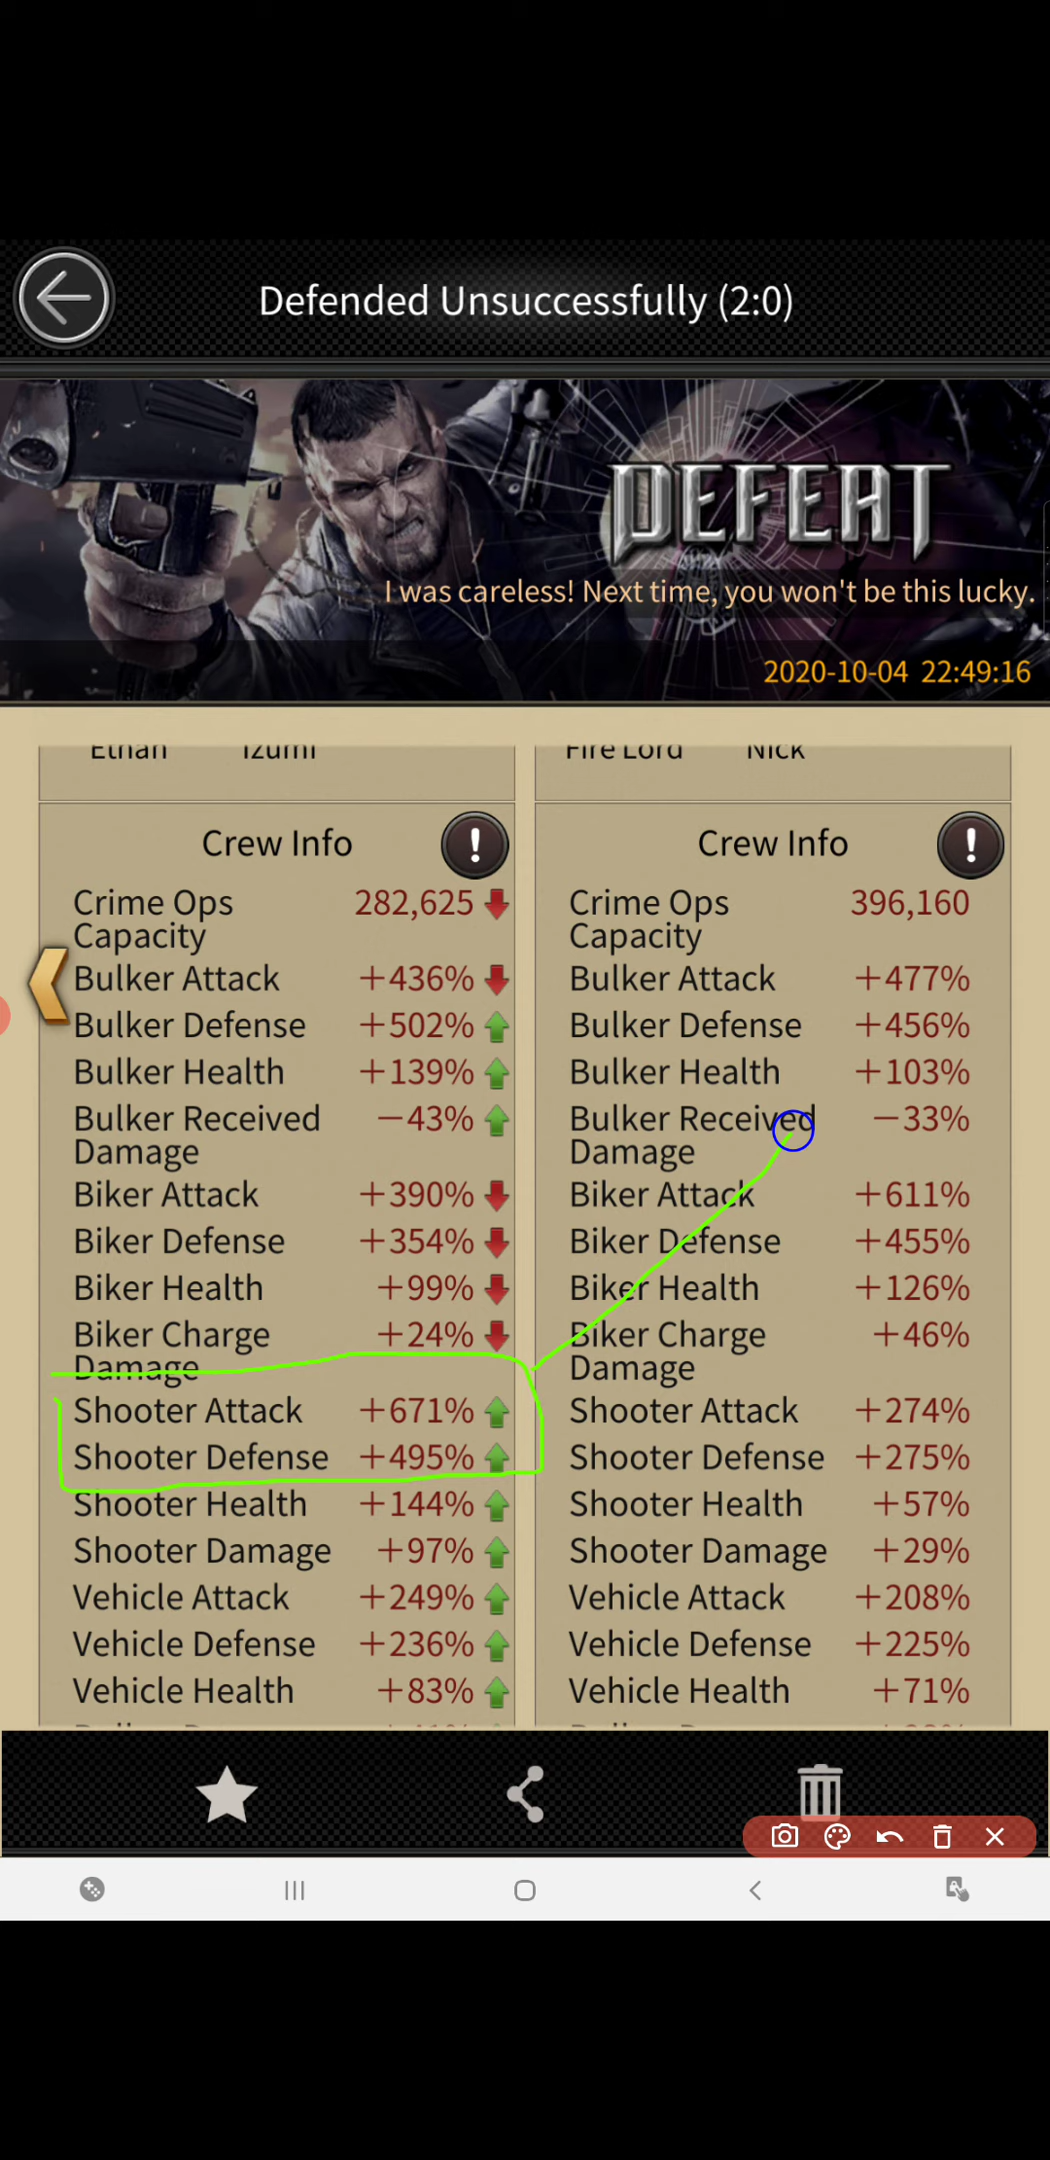 Defended Unsuccessfully (2:0)
DEFEAT
I was careless! Next time, you won't be this lucky.
2020-10-04 22:49:16
Ethan Izumi
Fire Lord Nick
Crew Info
Crime Ops 282,625
Capacity
Bulker Attack +436%
Bulker Defense +502%
Bulker Health +139%
Bulker Received -43%
Damage
Biker Attack +390%
Biker Defense +354%
Biker Health +99%
Biker Charge +24%
Damage
Shooter Attack +671%
Shooter Defense +495%
Shooter Health +144%
Shooter Damage +97%
Vehicle Attack +249%
Vehicle Defense +236%
Vehicle Health +83%
Crew Info
Crime Ops 396,160
Capacity
Bulker Attack +477%
Bulker Defense +456%
Bulker Health +103%
Bulker Received -33%
Damage
Biker Attack +611%
Biker Defense +455%
Biker Health +126%
Biker Charge +46%
Damage
Shooter Attack +274%
Shooter Defense +275%
Shooter Health +57%
Shooter Damage +29%
Vehicle Attack +208%
Vehicle Defense +225%
Vehicle Health +71%